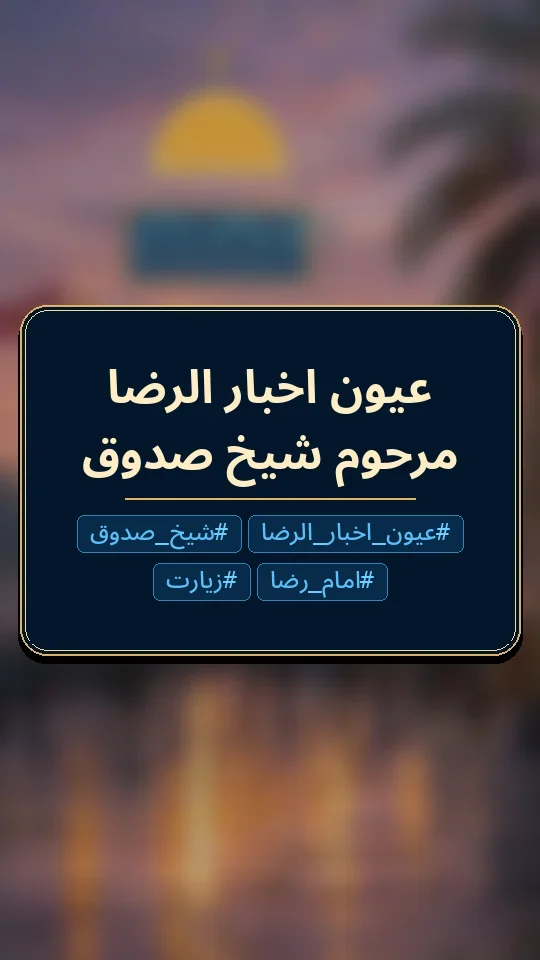 عیون اخبار الرضا
مرحوم شیخ صدوق
#عیون_اخبار_الرضا #شیخ_صدوق
#امام_رضا #زیارت